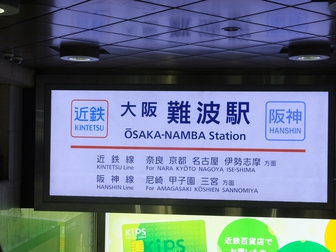 近鉄
KINTETSU
大阪 難波駅
ŌSAKA-NAMBA Station
阪神
HANSHIN
近鉄線 奈良 京都 名古屋 伊勢志摩 方面
KINTETSU Line For NARA KYŌTO NAGOYA ISE-SHIMA
阪神線 尼崎 甲子園 三宮 方面
HANSHIN Line For AMAGASAKI KŌSHIEN SANNOMIYA
KIPS
近鉄百貨店で